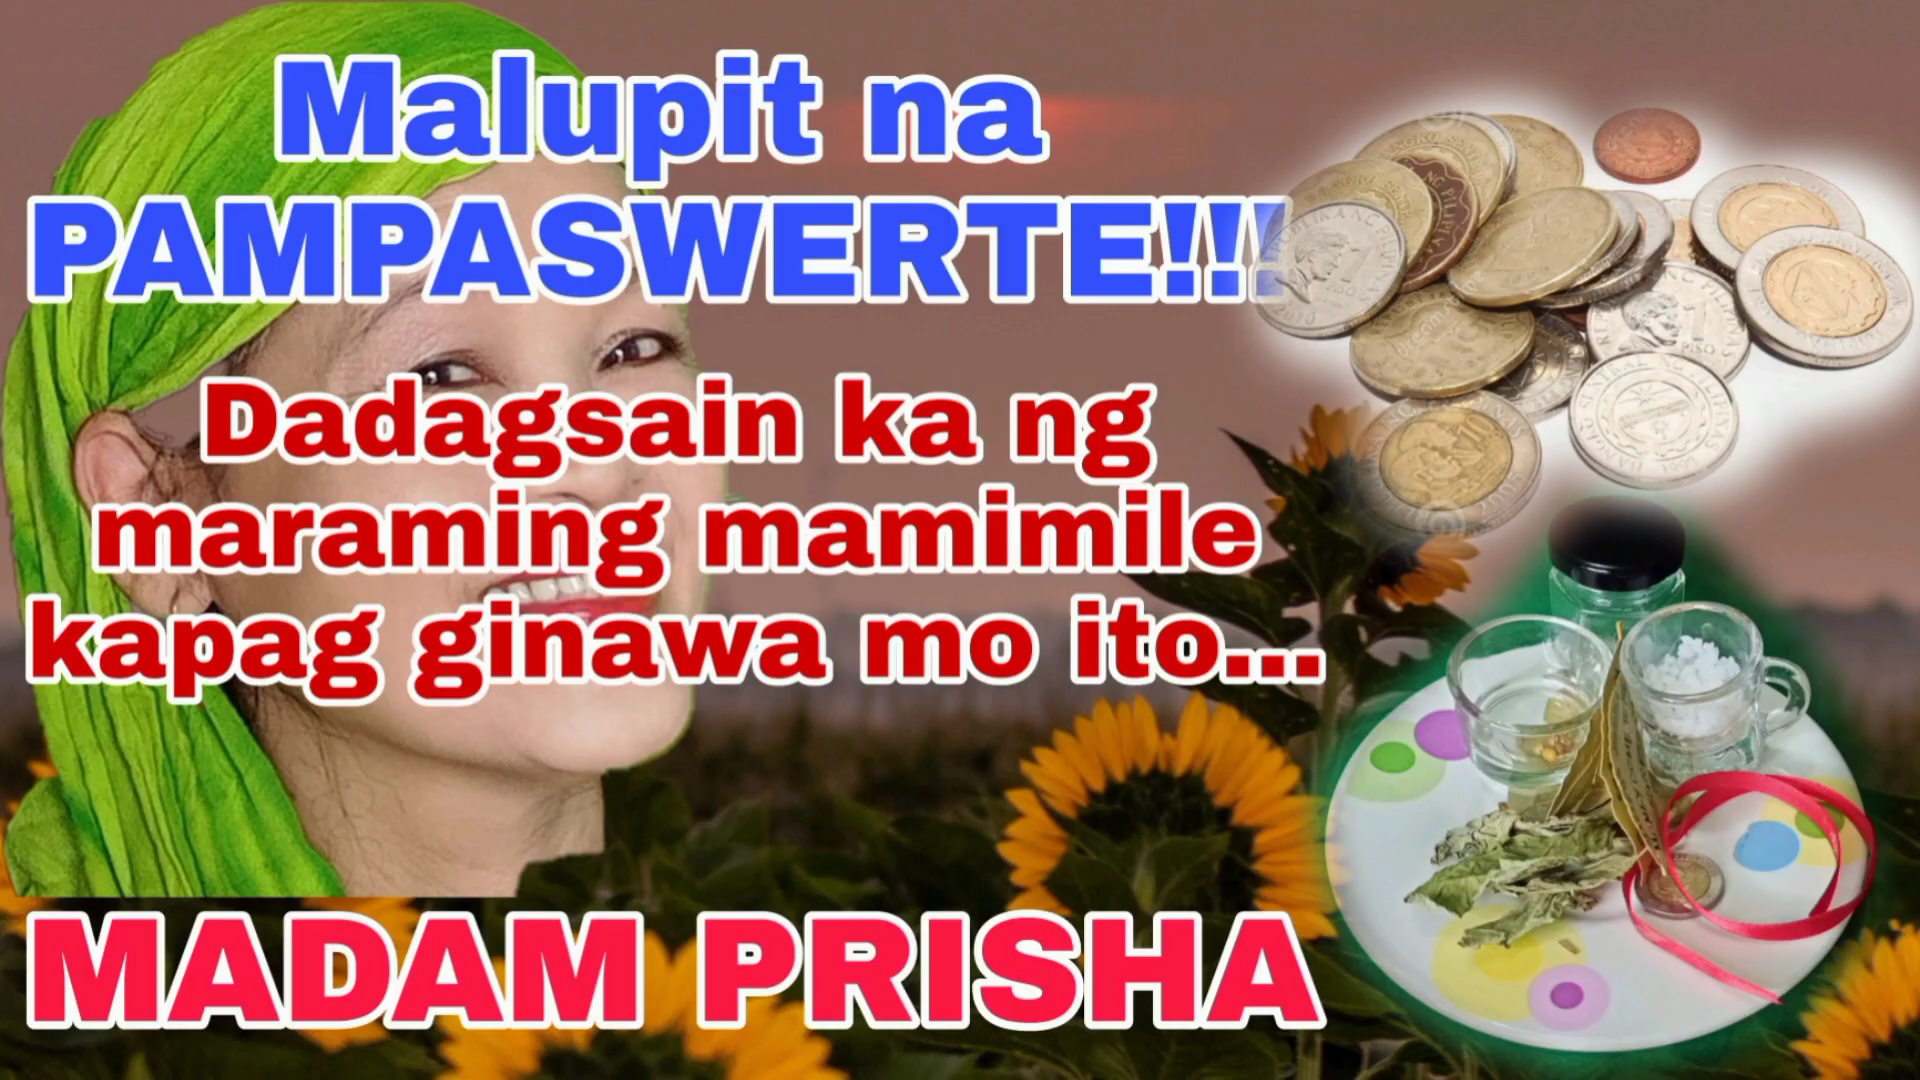 Malupit na
PAMPASWERTE!!!
Dadagsain ka ng
maraming mamimile
kapag ginawa mo ito...
MADAM PRISHA